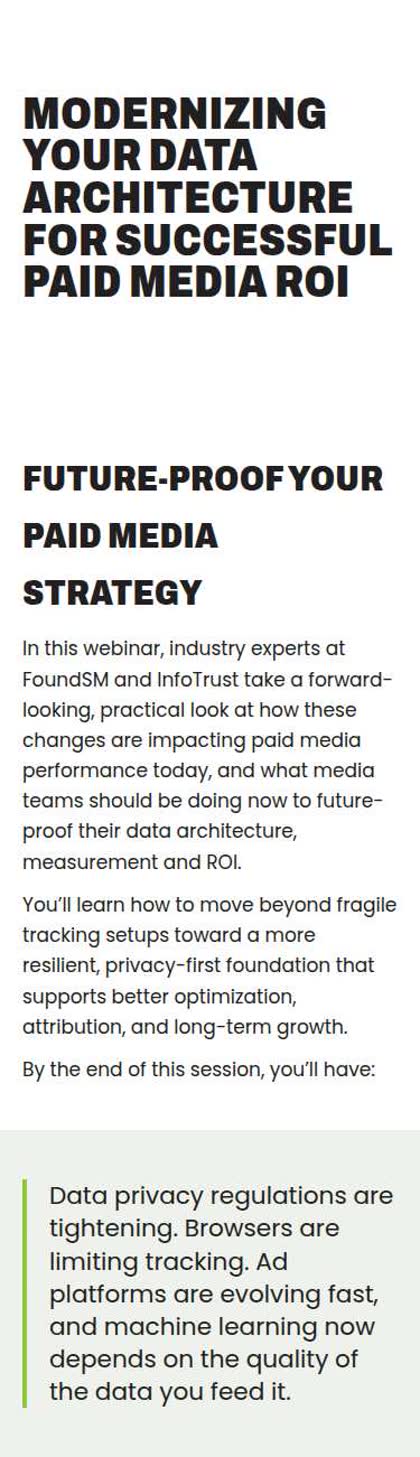 MODERNIZING
YOUR DATA
ARCHITECTURE
FOR SUCCESSFUL
PAID MEDIA ROI
FUTURE-PROOF YOUR
PAID MEDIA
STRATEGY
In this webinar, industry experts at
FoundSM and InfoTrust take a forward-
looking, practical look at how these
changes are impacting paid media
performance today, and what media
teams should be doing now to future-
proof their data architecture,
measurement and ROI.
You’ll learn how to move beyond fragile
tracking setups toward a more
resilient, privacy-first foundation that
supports better optimization,
attribution, and long-term growth.
By the end of this session, you’ll have:
Data privacy regulations are
tightening. Browsers are
limiting tracking. Ad
platforms are evolving fast,
and machine learning now
depends on the quality of
the data you feed it.